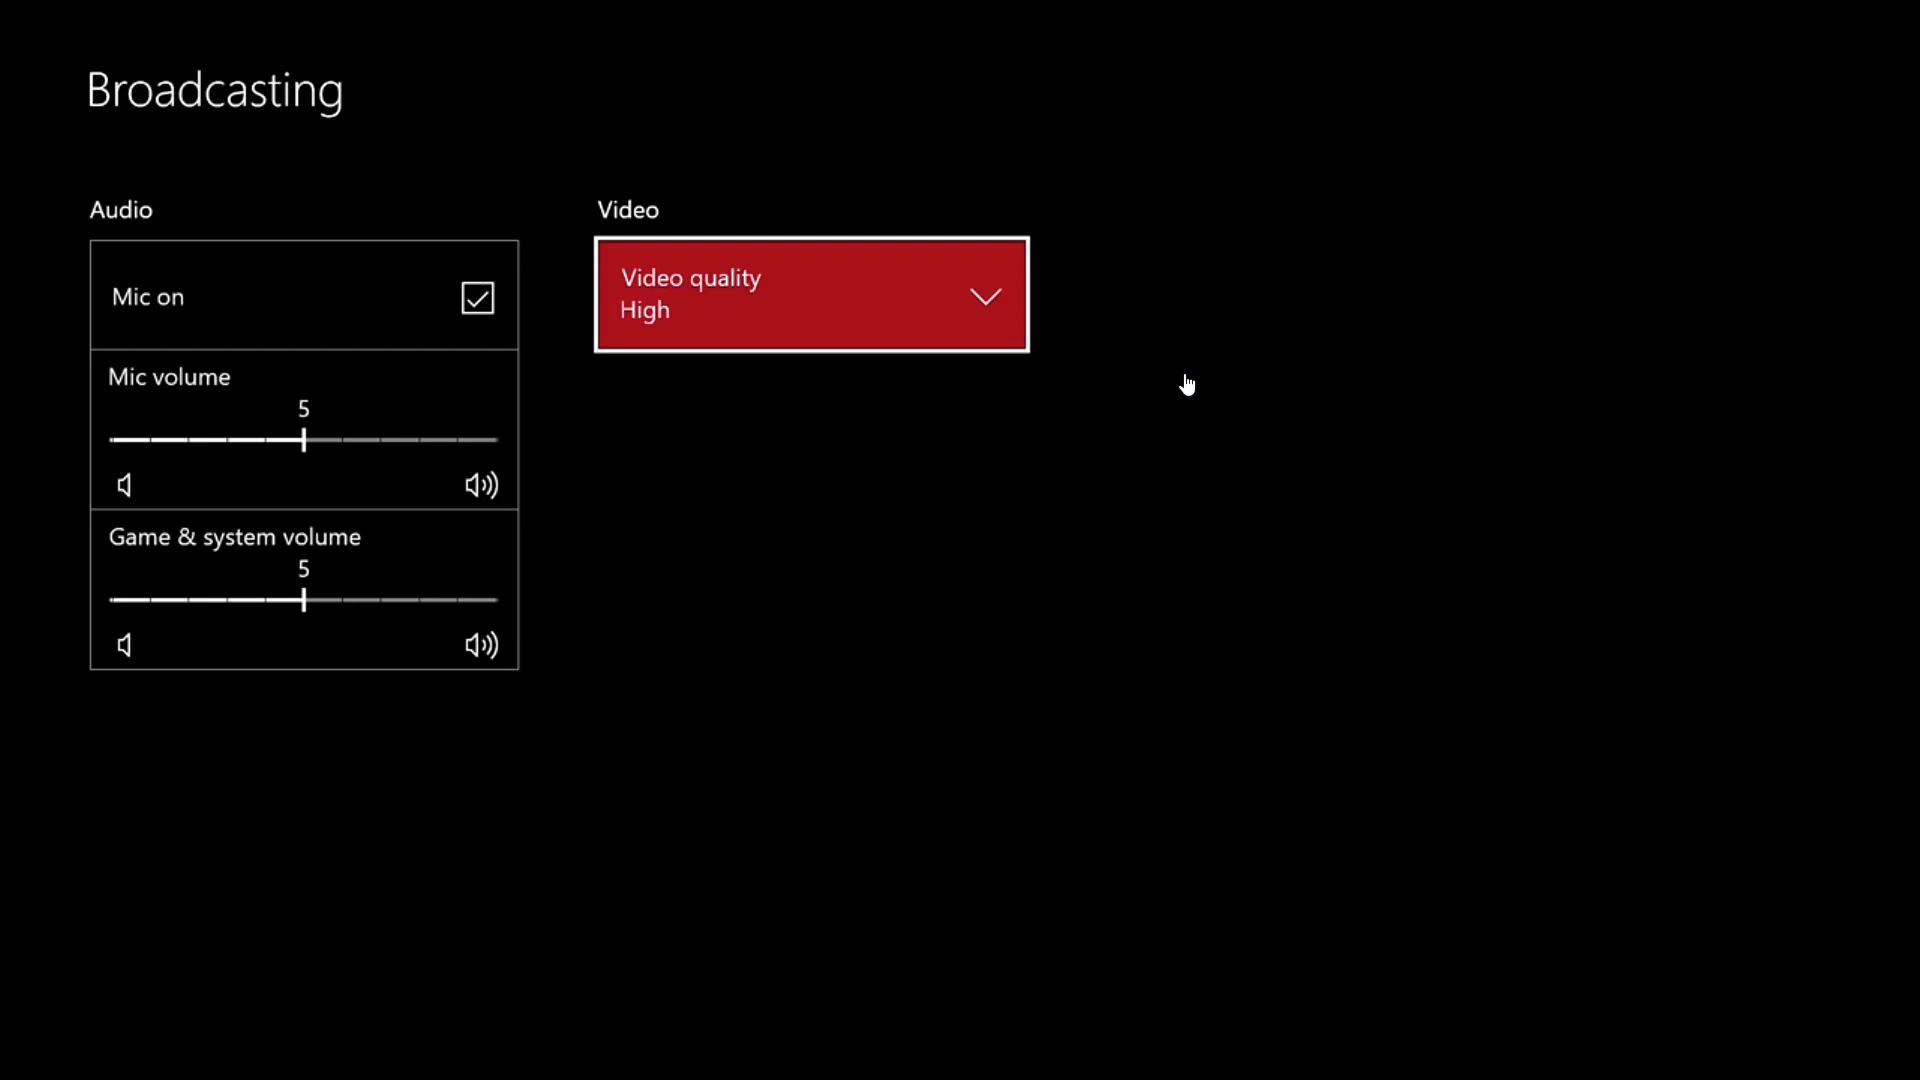 Broadcasting
Audio
Mic on
Mic volume
5
Game & system volume
5
Video
Video quality
High